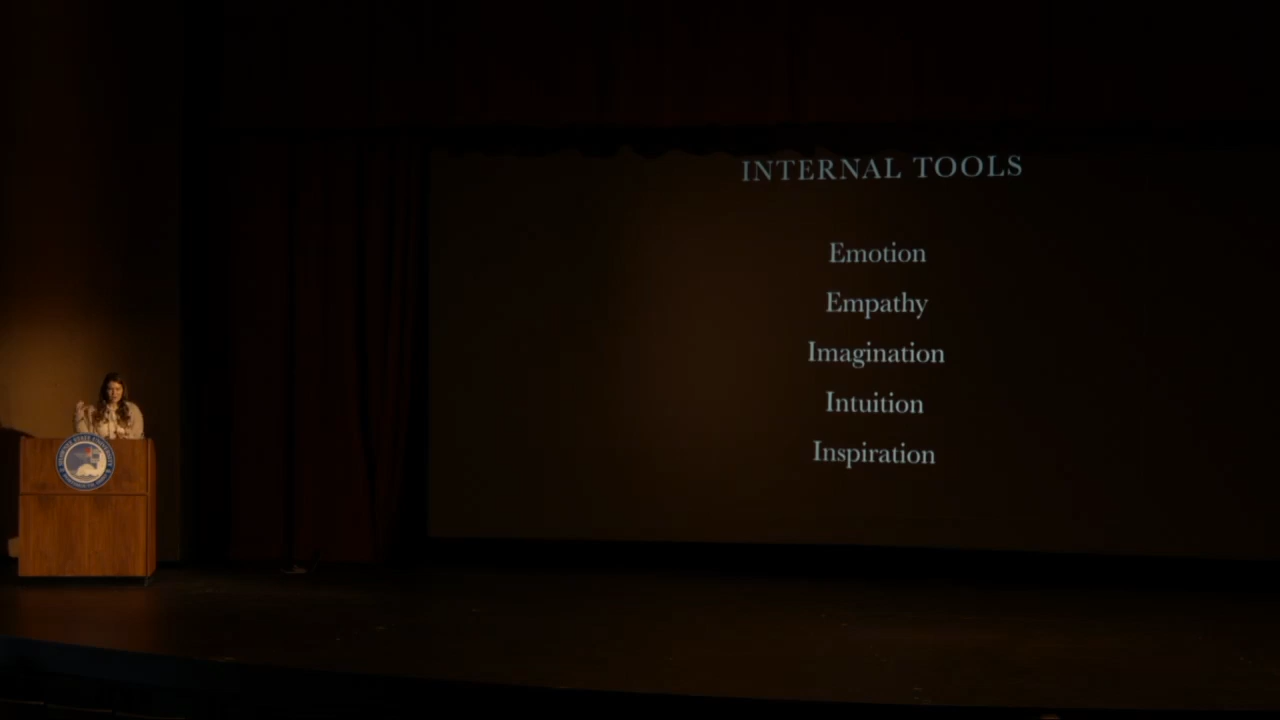 INTERNAL TOOLS
Emotion
Empathy
Imagination
Intuition
Inspiration